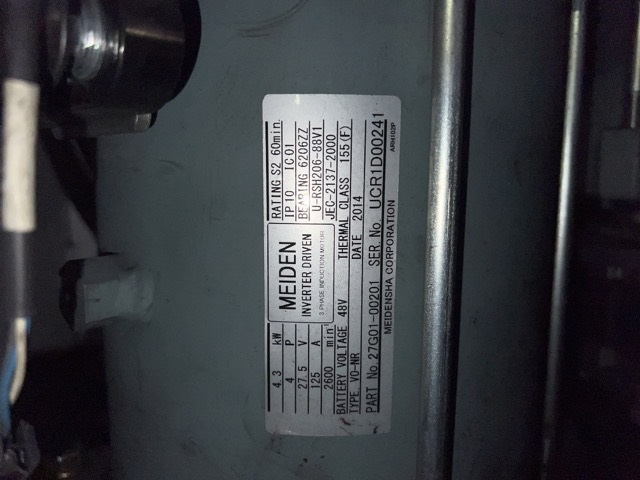 4.3 kW
4 P
27.5 V
125 A
2600 min⁻¹
MEIDEN
INVERTER DRIVEN
3 PHASE INDUCTION MOTOR
RATING S2 60min.
IP10 IC01
BEARING 6206ZZ
U-RSH206-88V1
JEC-2137-2000
BATTERY VOLTAGE 48V THERMAL CLASS 155(F)
TYPE VO-NR DATE 2014
PART No. 27G01-00201 SER.No. UCR1D00241
MEIDENSHA CORPORATION